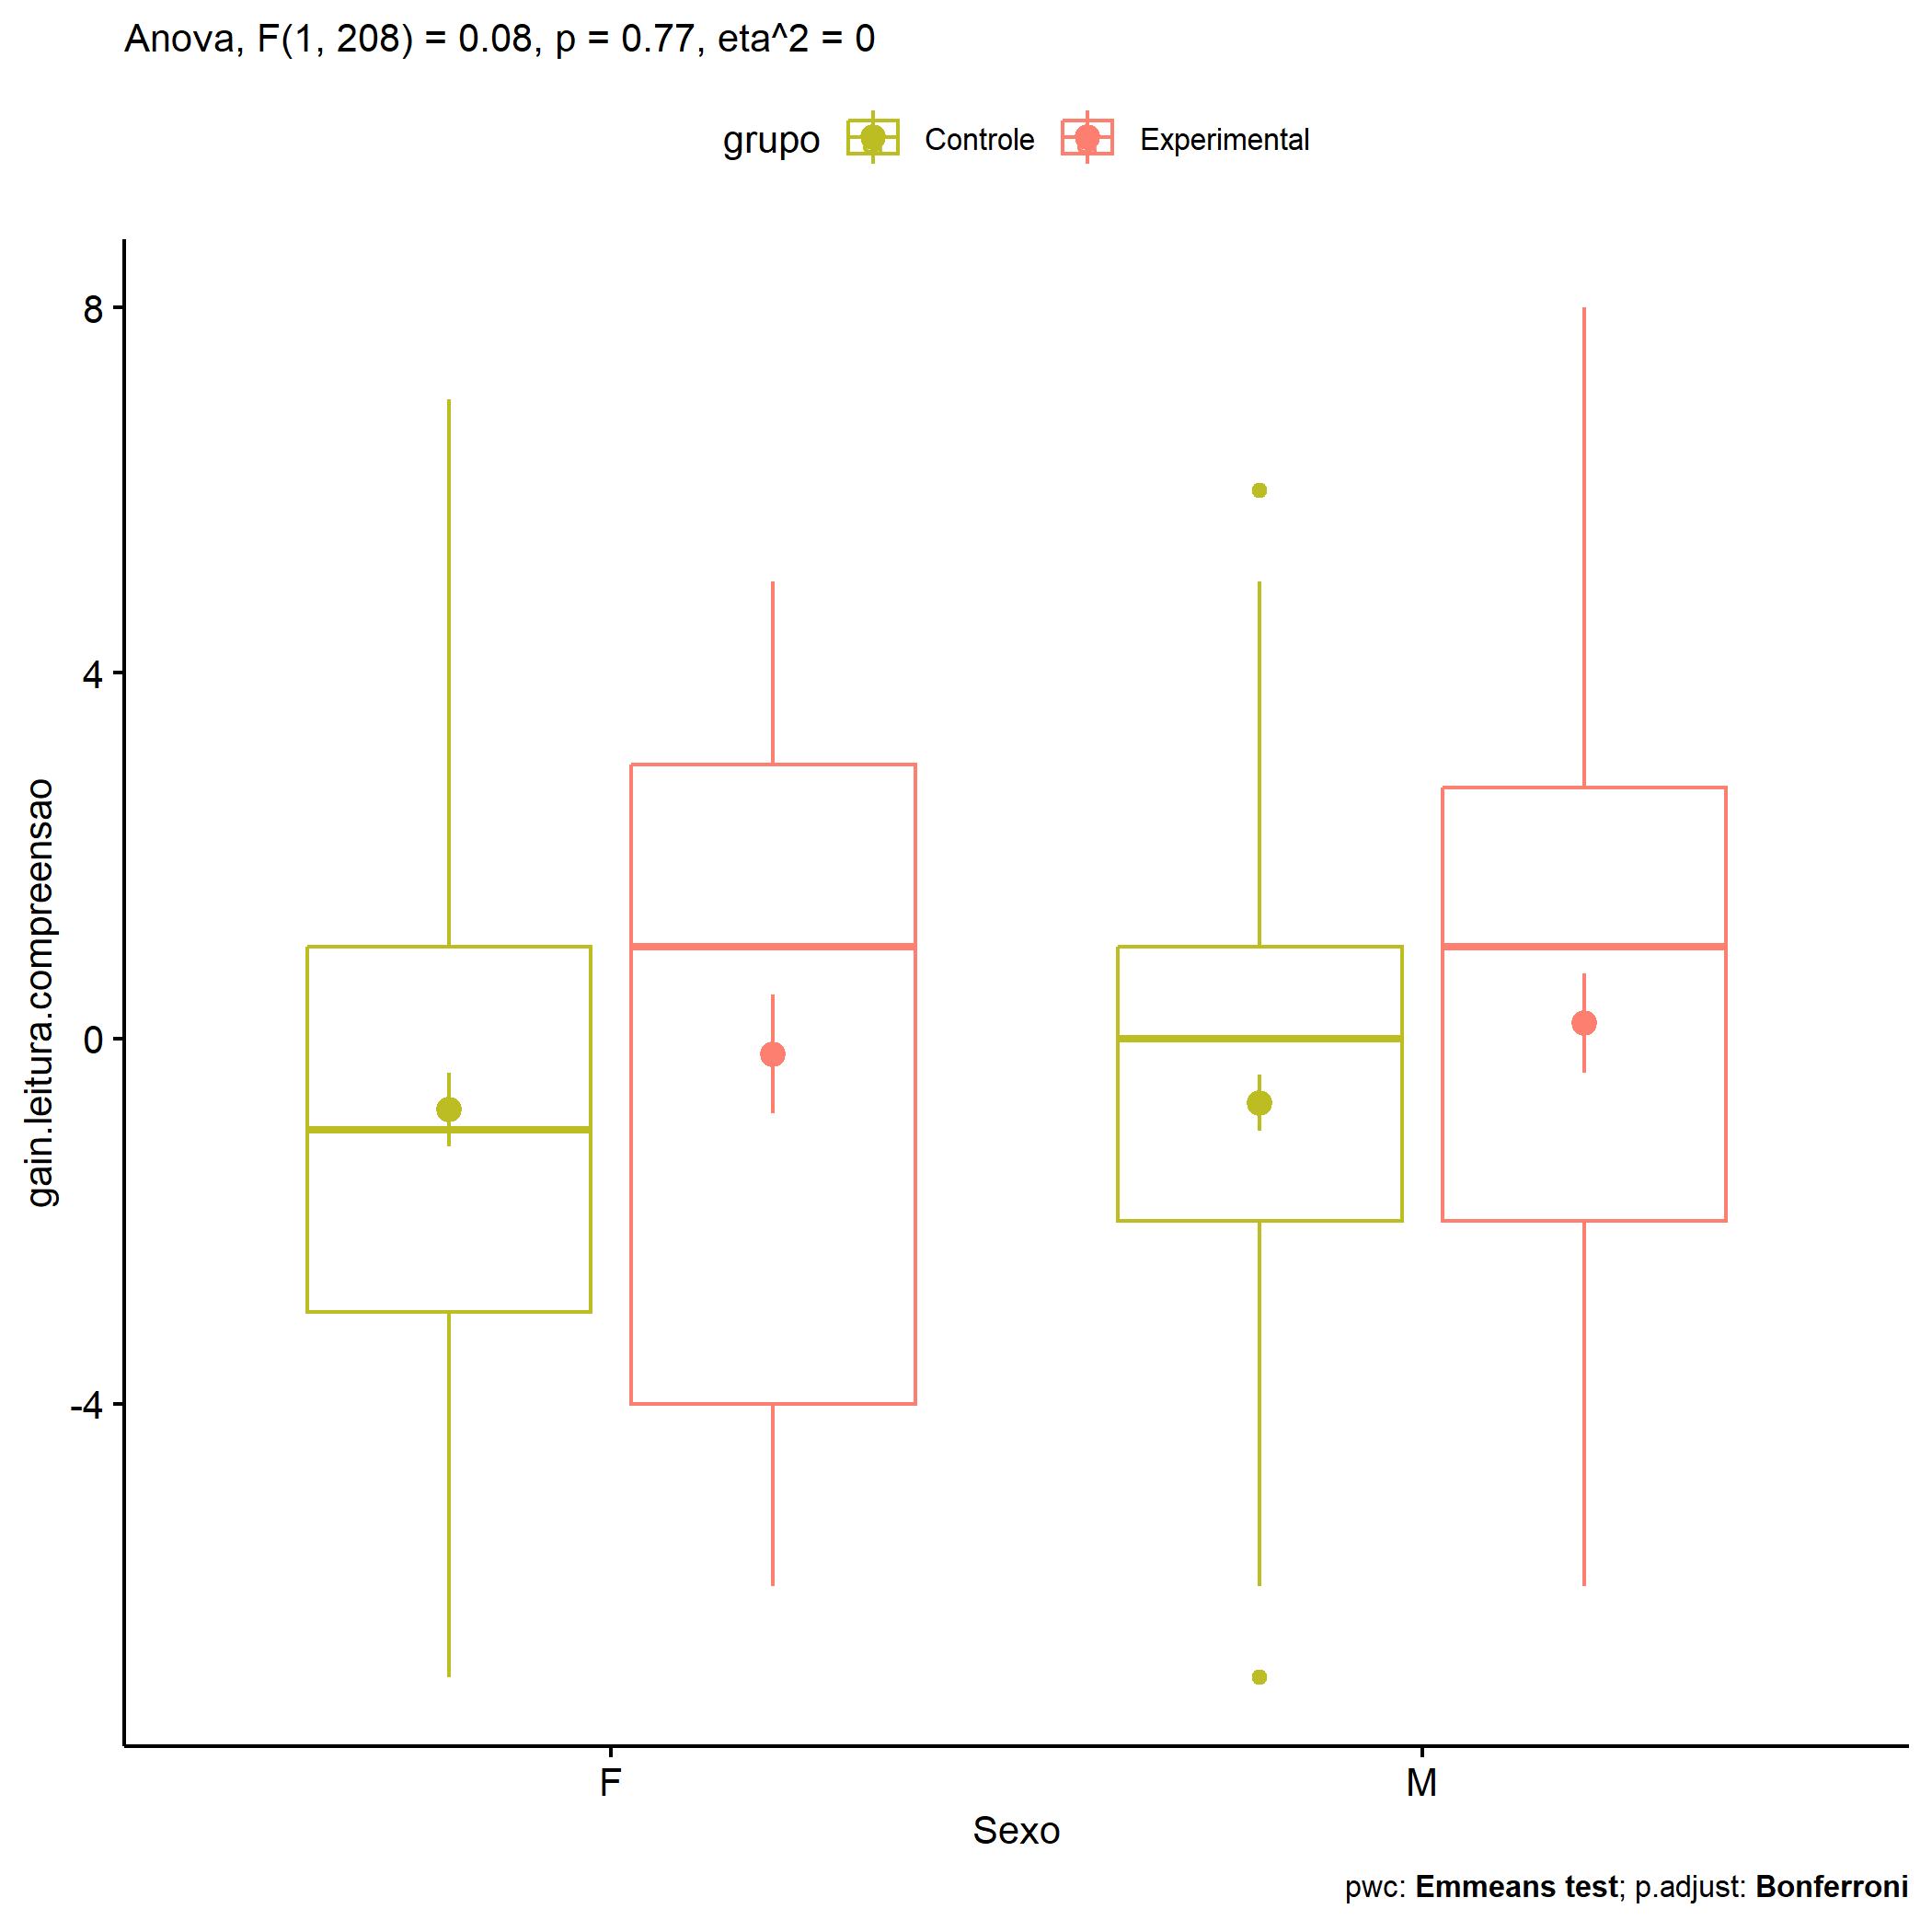 Anova, F(1, 208) = 0.08, p = 0.77, eta^2 = 0
grupo Controle Experimental
gain.leitura.compreensao
8
4
0
-4
F M
Sexo
pwc: Emmeans test; p.adjust: Bonferroni